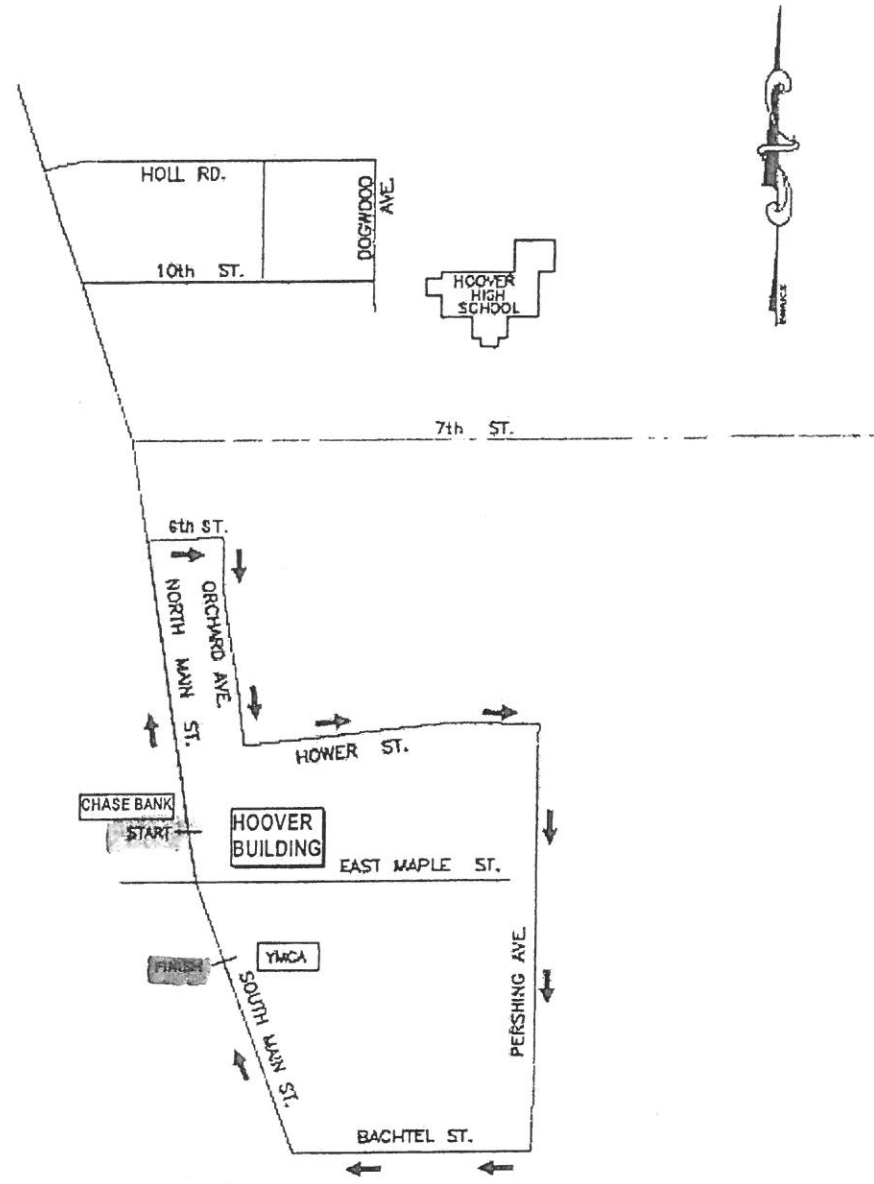 HOLL RD.
DOGWOOD
AVE.
10th ST.
HOOVER
HIGH
SCHOOL
7th ST.
6th ST.
ORCHARD AVE.
NORTH MAIN ST.
HOWER ST.
CHASE BANK
START
HOOVER
BUILDING
EAST MAPLE ST.
FINISH
YMCA
SOUTH MAIN ST.
PERSHING AVE.
BACHTEL ST.